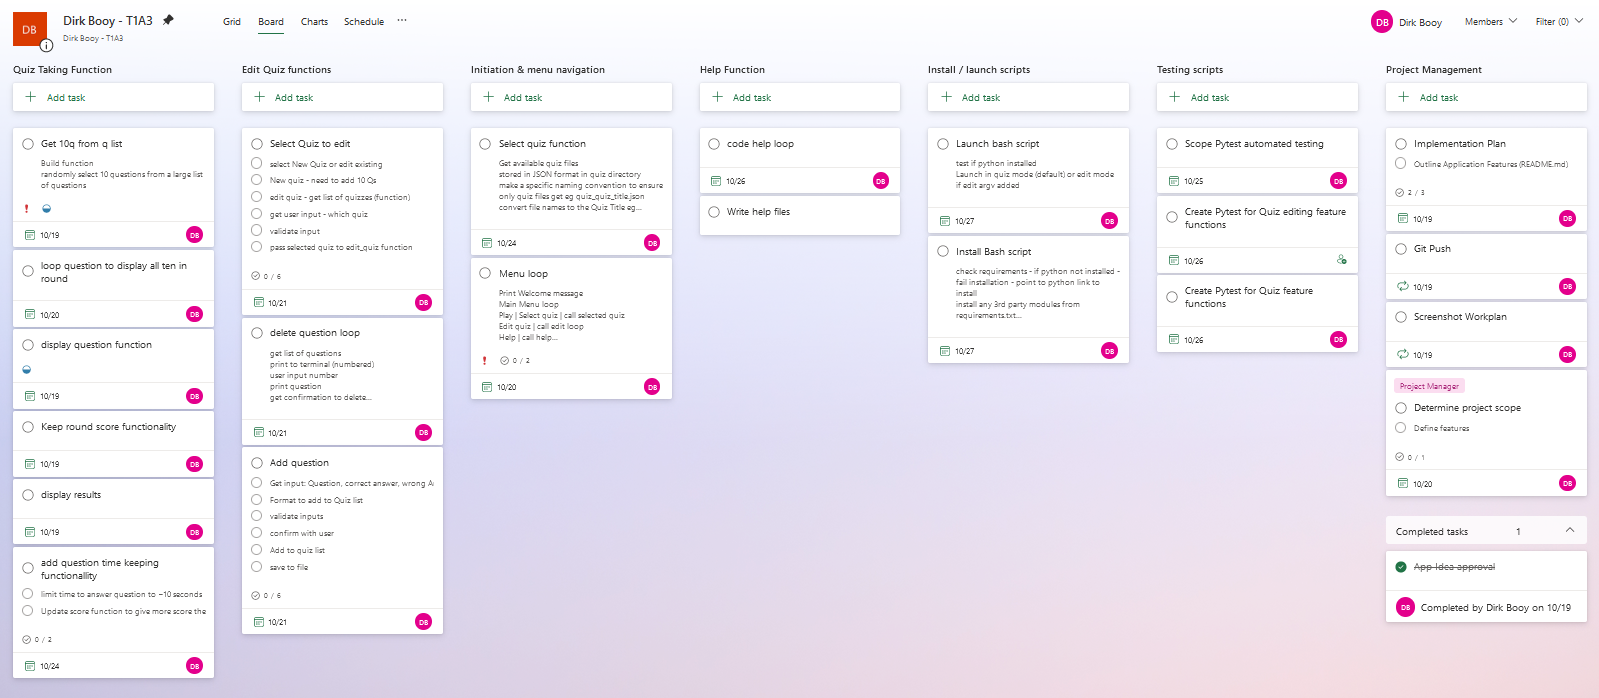 DB
Dirk Booy - T1A3
Dirk Booy - T1A3
Grid
Board
Charts
Schedule
...
DB
Dirk Booy
Members
Filter (0)
Quiz Taking Function
Add task
Get 10q from q list
Build function
randomly select 10 questions from a large list
of questions
10/19
DB
loop question to display all ten in
round
10/20
DB
display question function
10/19
DB
Keep round score functionality
10/19
DB
display results
10/19
DB
add question time keeping
functionallity
limit time to answer question to ~10 seconds
Update score function to give more score the
0 / 2
10/24
DB
Edit Quiz functions
Add task
Select Quiz to edit
select New Quiz or edit existing
New quiz - need to add 10 Qs
edit quiz - get list of quizzes (function)
get user input - which quiz
validate input
pass selected quiz to edit_quiz function
0 / 6
10/21
DB
delete question loop
get list of questions
print to terminal (numbered)
user input number
print question
get confirmation to delete...
10/21
DB
Add question
Get input: Question, correct answer, wrong A
Format to add to Quiz list
validate inputs
confirm with user
Add to quiz list
save to file
0 / 6
10/21
DB
Initiation & menu navigation
Add task
Select quiz function
Get available quiz files
stored in JSON format in quiz directory
make a specific naming convention to ensure
only quiz files get eg quiz_quiz_title.json
convert file names to the Quiz Title eg...
10/24
DB
Menu loop
Print Welcome message
Main Menu loop
Play | Select quiz | call selected quiz
Edit quiz | call edit loop
Help | call help...
0 / 2
10/20
DB
Help Function
Add task
code help loop
10/26
DB
Write help files
Install / launch scripts
Add task
Launch bash script
test if python installed
Launch in quiz mode (default) or edit mode
if edit argv added
10/27
DB
Install Bash script
check requirements - if python not installed -
fail installation - point to python link to
install
install any 3rd party modules from
requirements.txt...
10/27
DB
Testing scripts
Add task
Scope Pytest automated testing
10/25
DB
Create Pytest for Quiz editing feature
functions
10/26
Create Pytest for Quiz feature
functions
10/26
DB
Project Management
Add task
Implementation Plan
Outline Application Features (README.md)
2 / 3
10/19
DB
Git Push
10/19
DB
Screenshot Workplan
10/19
DB
Project Manager
Determine project scope
Define features
0 / 1
10/20
DB
Completed tasks 1
App Idea approval
DB
Completed by Dirk Booy on 10/19